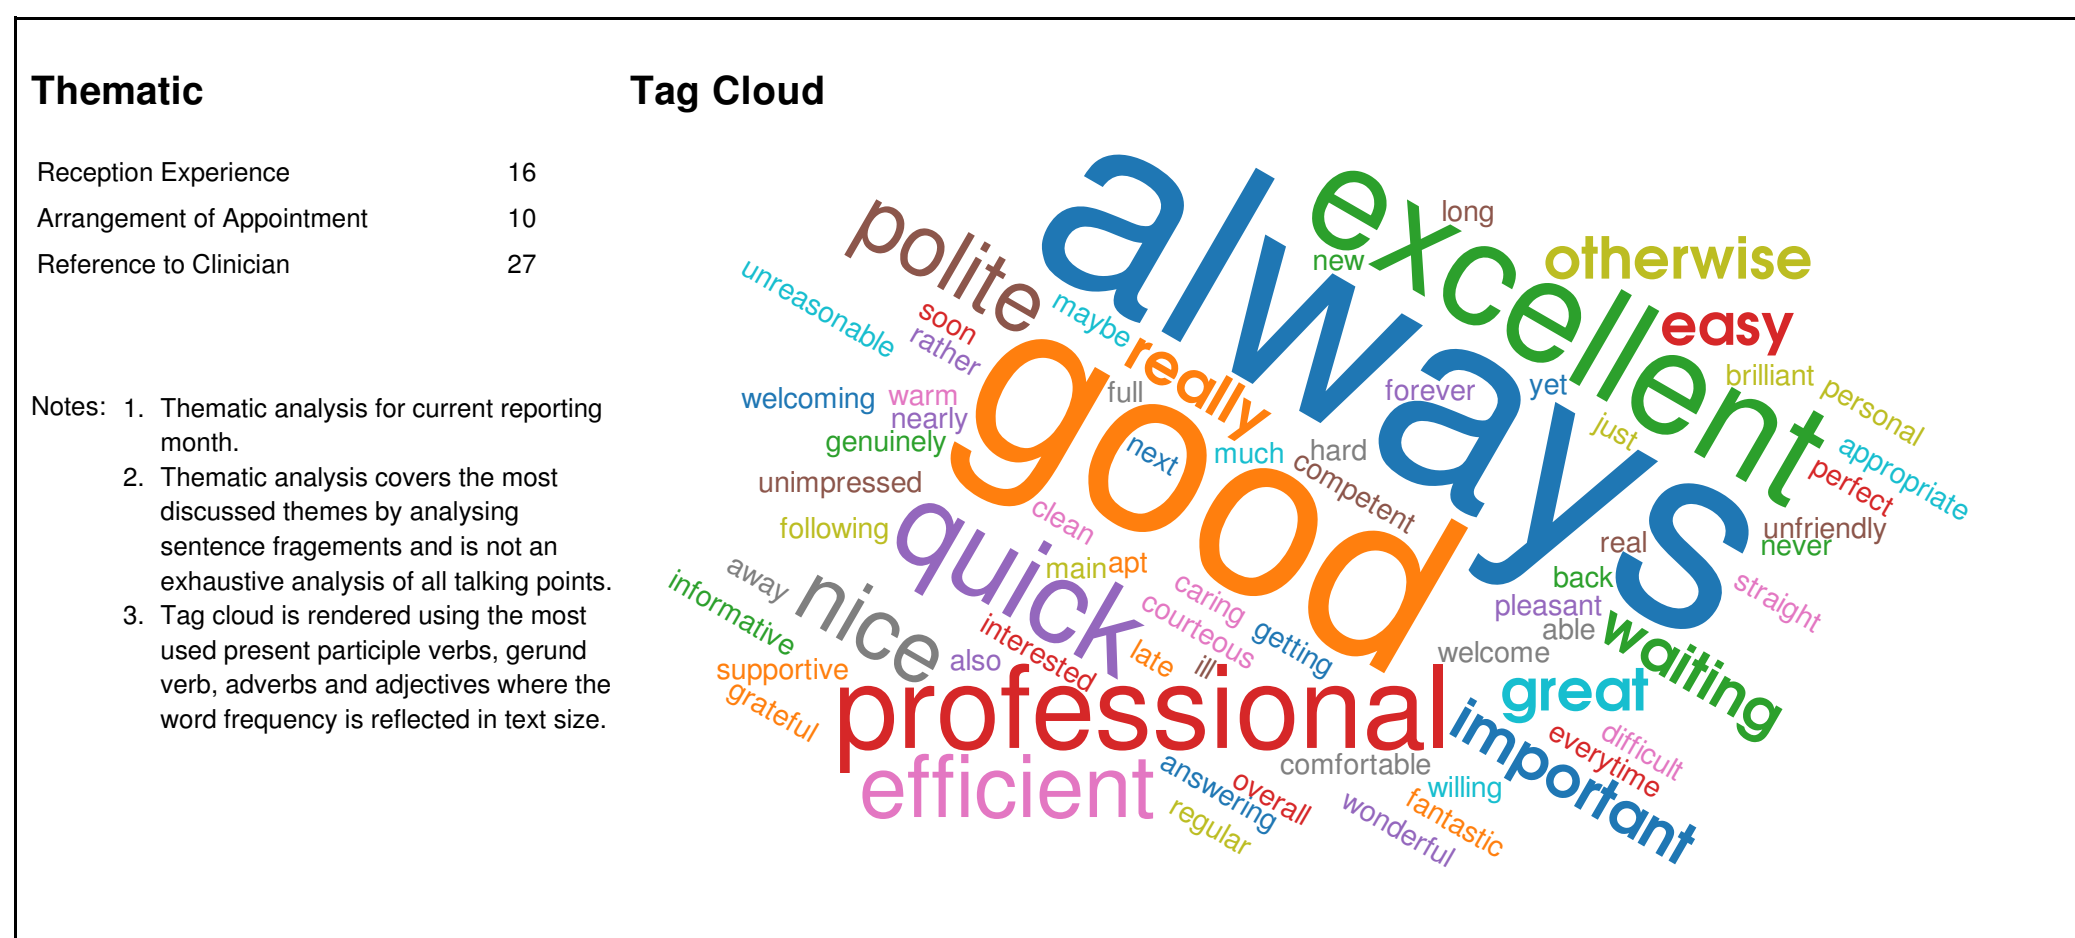 Thematic
Reception Experience 16
Arrangement of Appointment 10
Reference to Clinician 27
Notes: 1. Thematic analysis for current reporting
month.
2. Thematic analysis covers the most
discussed themes by analysing
sentence fragements and is not an
exhaustive analysis of all talking points.
3. Tag cloud is rendered using the most
used present participle verbs, gerund
verb, adverbs and adjectives where the
word frequency is reflected in text size.
Tag Cloud
always
excellent
long
polite
new
otherwise
unreasonable
soon
maybe
rather
easy
really
good
full
forever
yet
brilliant
personal
welcoming
warm
nearly
genuinely
next
much
hard
just
competent
appropriate
perfect
unimpressed
clean
following
quick
unfriendly
never
real
main
apt
away
nice
back
straight
informative
caring
courteous
getting
pleasant
able
waiting
interested
also
late
ill
welcome
supportive
grateful
professional
great
important
everytime
difficult
efficient
comfortable
answering
overall
willing
regular
wonderful
fantastic